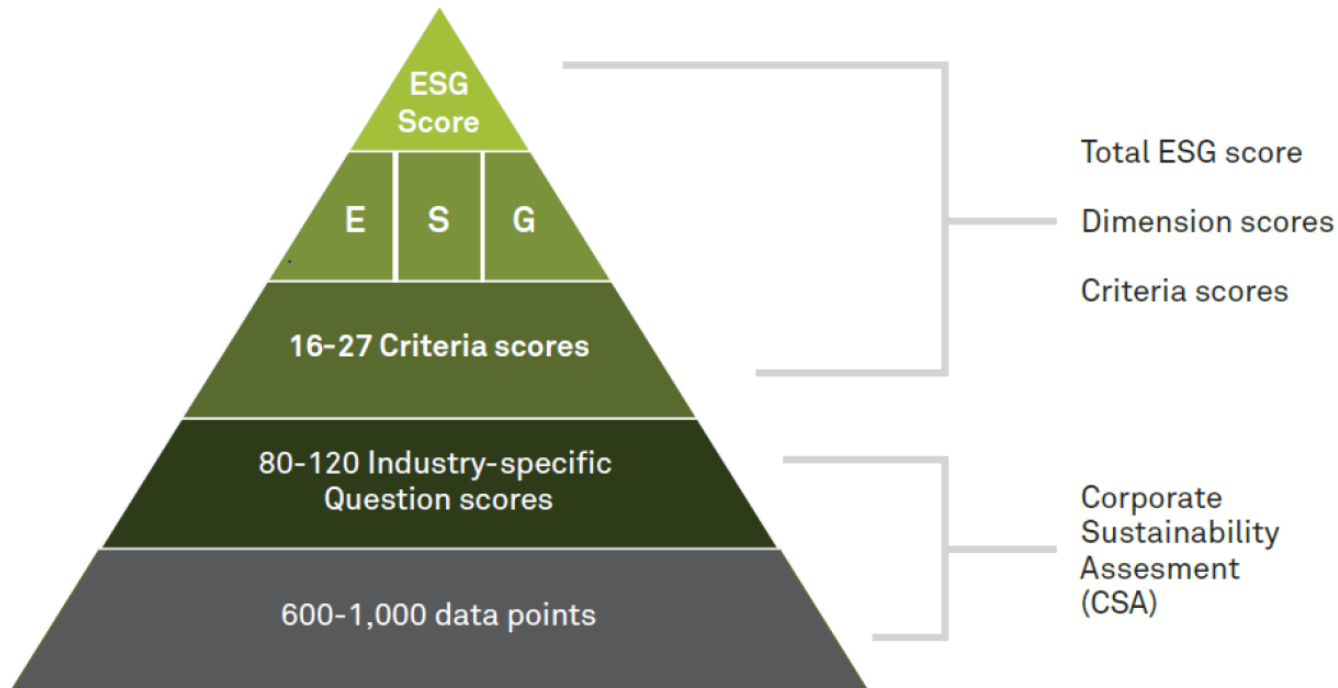 ESG
Score
E S G
16-27 Criteria scores
80-120 Industry-specific
Question scores
600-1,000 data points
Total ESG score
Dimension scores
Criteria scores
Corporate
Sustainability
Assesment
(CSA)